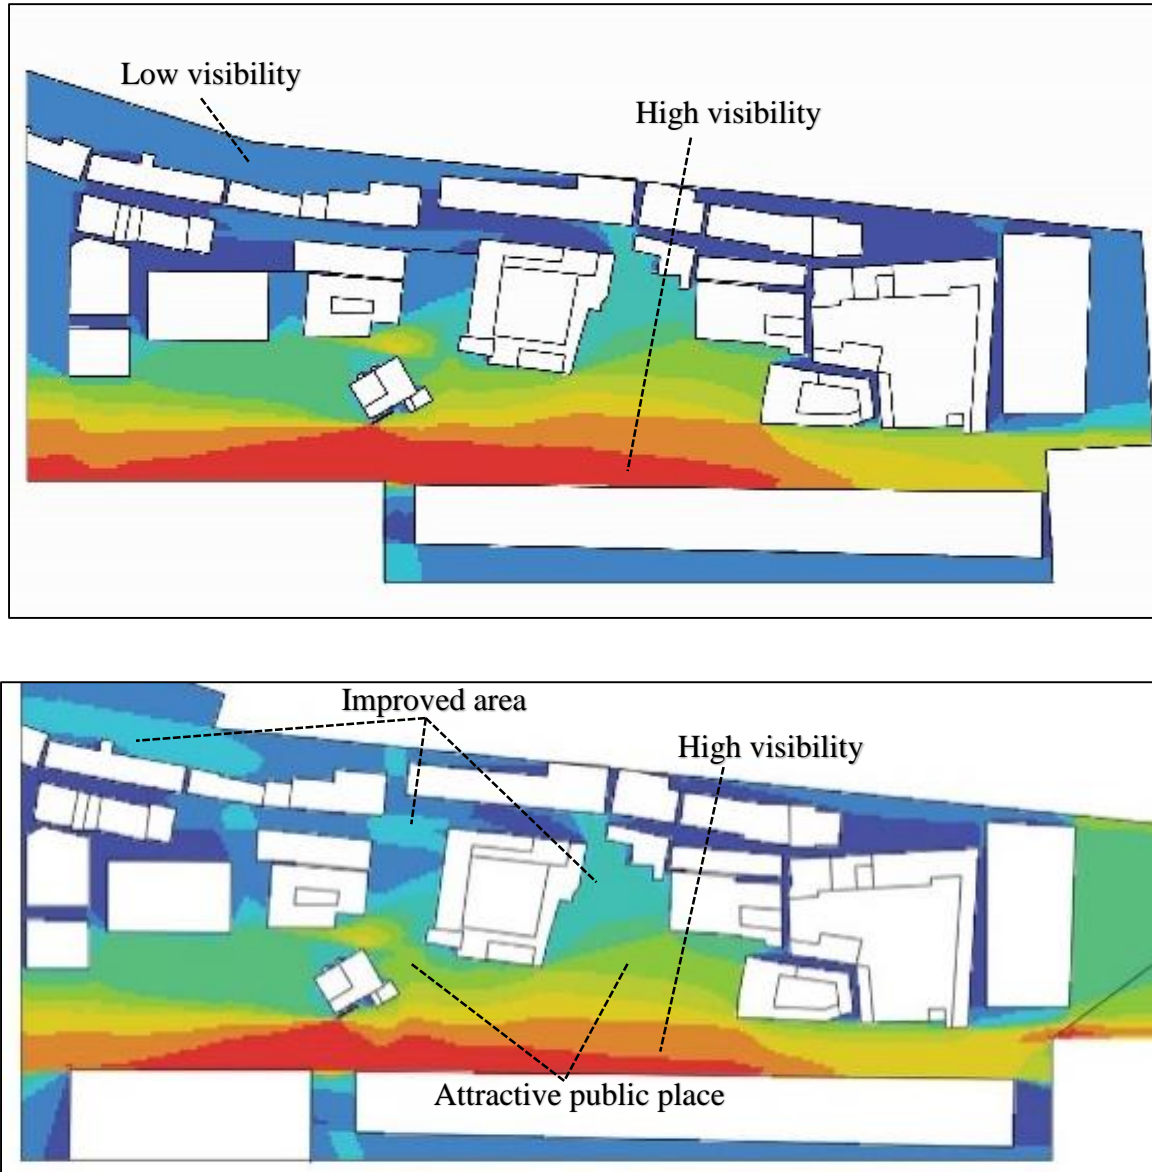 Low visibility
High visibility
Improved area
High visibility
Attractive public place